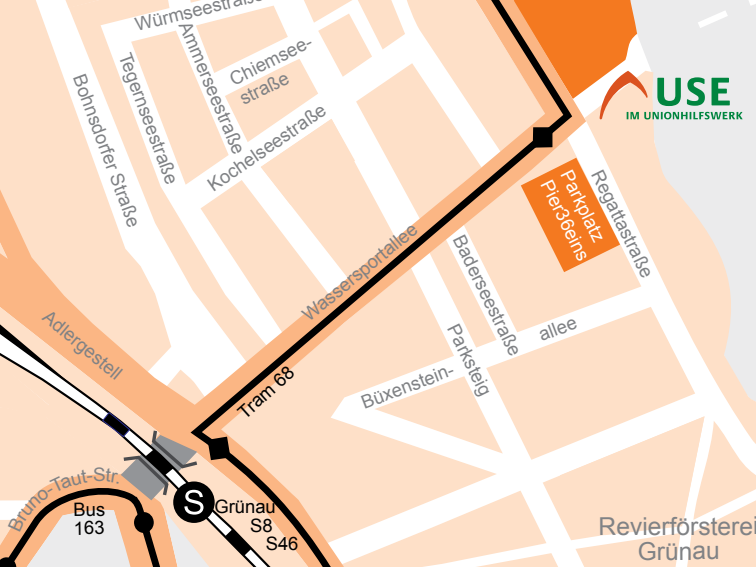 Würmseestraße
Ammerseestraße
Chiemsee-
straße
Tegernseestraße
Bohnsdorfer Straße
Kochelseestraße
USE
IM UNIONHILFSWERK
Parkplatz
Pier36eins
Regattastraße
Wassersportallee
Baderseestraße
Adlergestell
Parksteig
allee
Büxenstein-
Tram 68
Bruno-Taut-Str.
Bus
163
S
Grünau
S8
S46
Revierförsterei
Grünau